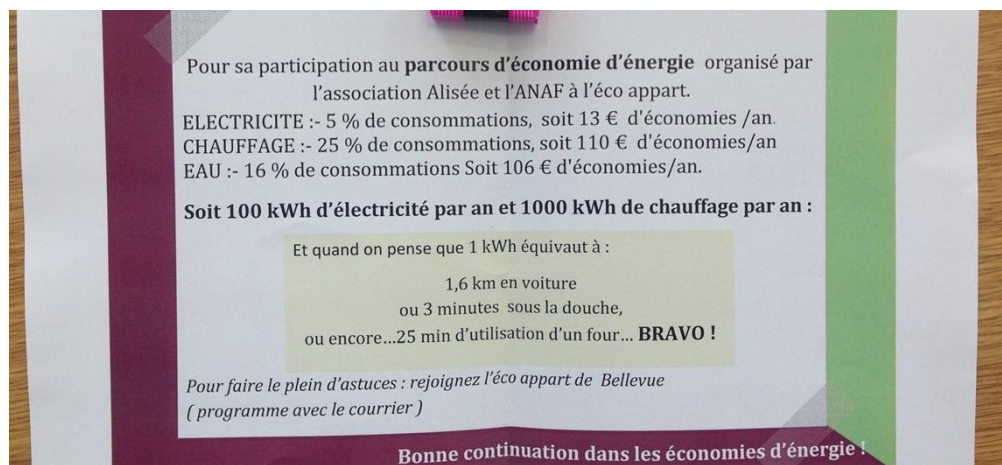 Pour sa participation au parcours d'économie d'énergie organisé par
l'association Alisée et l'ANAF à l'éco appart.
ELECTRICITE :- 5 % de consommations, soit 13 € d'économies /an.
CHAUFFAGE :- 25 % de consommations, soit 110 € d'économies/an
EAU :- 16 % de consommations Soit 106 € d'économies/an.
Soit 100 kWh d'électricité par an et 1000 kWh de chauffage par an :
Et quand on pense que 1 kWh équivaut à :
1,6 km en voiture
ou 3 minutes sous la douche,
ou encore...25 min d'utilisation d'un four... BRAVO !
Pour faire le plein d'astuces : rejoignez l'éco appart de Bellevue
( programme avec le courrier )
Bonne continuation dans les économies d'énergie !